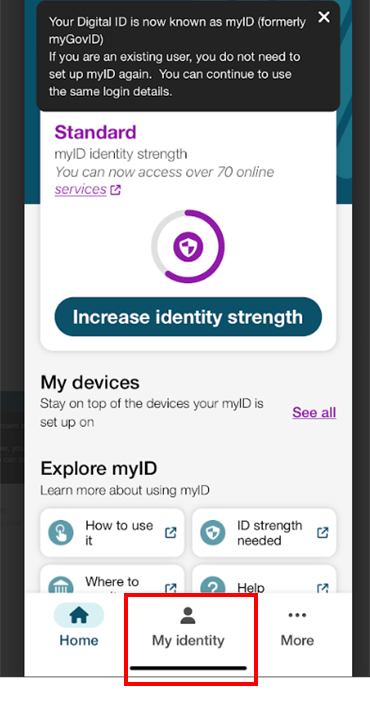 Your Digital ID is now known as myID (formerly
myGovID)
If you are an existing user, you do not need to
set up myID again.  You can continue to use
the same login details.
Standard
myID identity strength
You can now access over 70 online
services
Increase identity strength
My devices
Stay on top of the devices your myID is
set up on
See all
Explore myID
Learn more about using myID
How to use
it
ID strength
needed
Where to
Help
Home
My identity
More